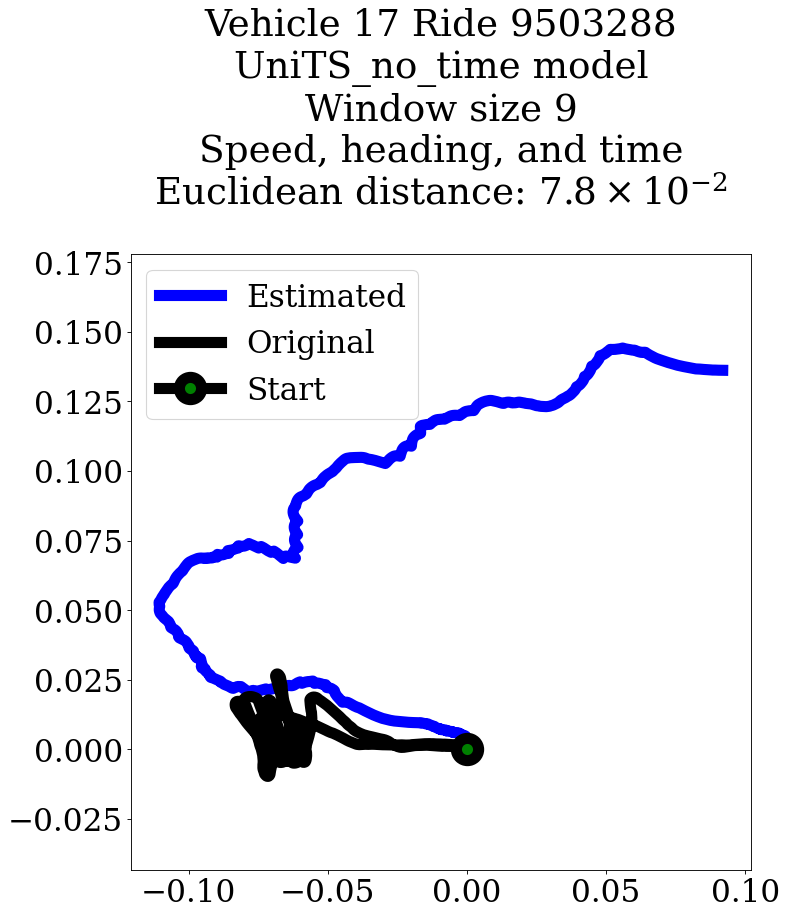 Vehicle 17 Ride 9503288
UniTS_no_time model
Window size 9
Speed, heading, and time
Euclidean distance: 7.8 × 10⁻²
Estimated
Original
Start
0.175
0.150
0.125
0.100
0.075
0.050
0.025
0.000
−0.025
−0.10
−0.05
0.00
0.05
0.10